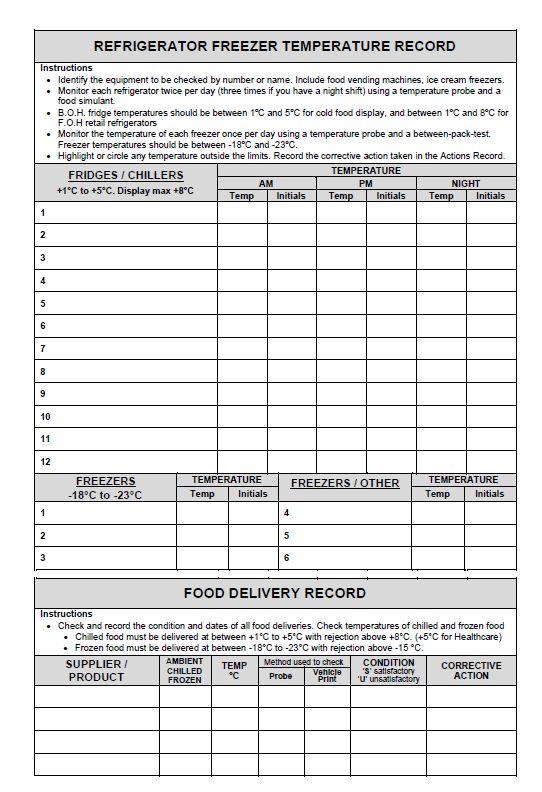 REFRIGERATOR FREEZER TEMPERATURE RECORD
Instructions
• Identify the equipment to be checked by number or name. Include food vending machines, ice cream freezers.
• Monitor each refrigerator twice per day (three times if you have a night shift) using a temperature probe and a
food simulant.
• B.O.H. fridge temperatures should be between 1°C and 5°C for cold food display, and between 1°C and 8°C for
F.O.H retail refrigerators
• Monitor the temperature of each freezer once per day using a temperature probe and a between-pack-test.
Freezer temperatures should be between -18°C and -23°C.
• Highlight or circle any temperature outside the limits. Record the corrective action taken in the Actions Record.
FRIDGES / CHILLERS
+1°C to +5°C. Display max +8°C
TEMPERATURE
AM PM NIGHT
Temp Initials Temp Initials Temp Initials
1
2
3
4
5
6
7
8
9
10
11
12
FREEZERS
-18°C to -23°C
TEMPERATURE
Temp Initials
FREEZERS / OTHER
TEMPERATURE
Temp Initials
1 4
2 5
3 6
FOOD DELIVERY RECORD
Instructions
• Check and record the condition and dates of all food deliveries. Check temperatures of chilled and frozen food
• Chilled food must be delivered at between +1°C to +5°C with rejection above +8°C. (+5°C for Healthcare)
• Frozen food must be delivered at between -18°C to -23°C with rejection above -15 °C.
SUPPLIER /
PRODUCT
AMBIENT
CHILLED
FROZEN
TEMP
°C
Method used to check
Probe
Vehicle
Print
CONDITION
'S' satisfactory
'U' unsatisfactory
CORRECTIVE
ACTION